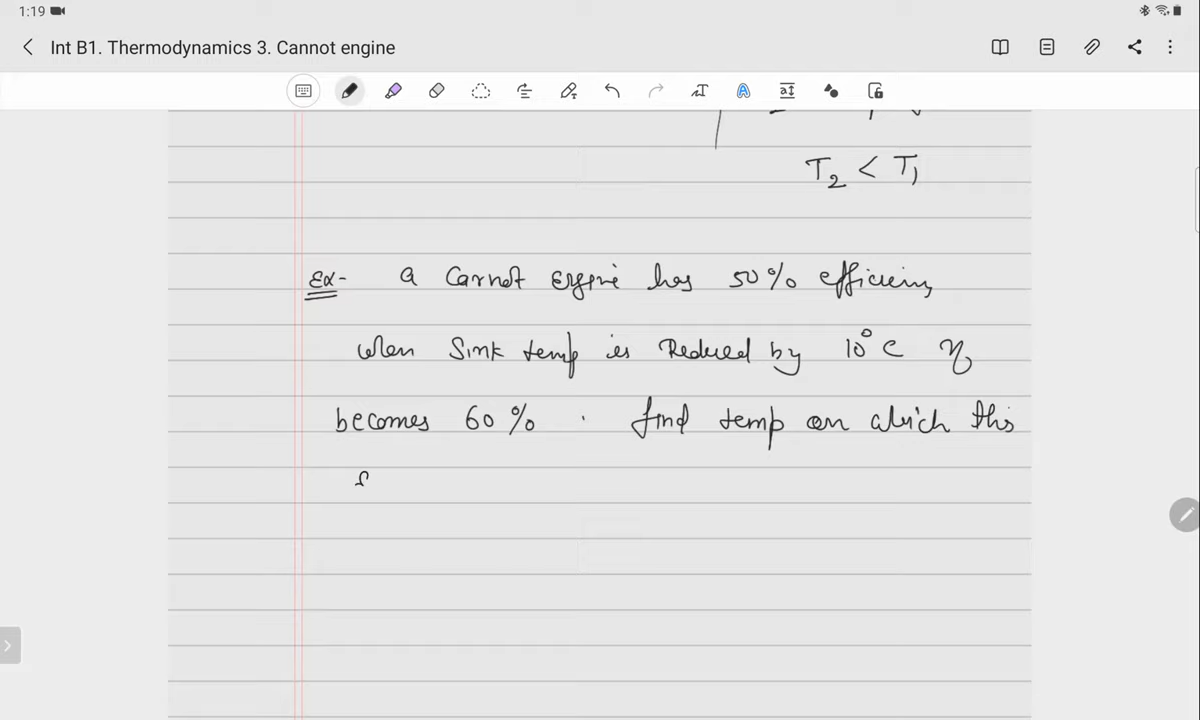 1:19
Int B1. Thermodynamics 3. Cannot engine
T2 < T1
Ex- a Carnot engine has 50% efficiency
when Sink temp is Reduced by 10°C η
becomes 60%. find temp on which this